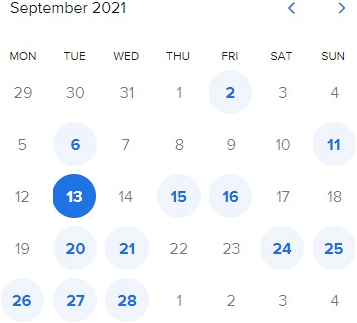 September 2021
MON TUE WED THU FRI SAT SUN
29 30 31 1 2 3 4
5 6 7 8 9 10 11
12 13 14 15 16 17 18
19 20 21 22 23 24 25
26 27 28 1 2 3 4